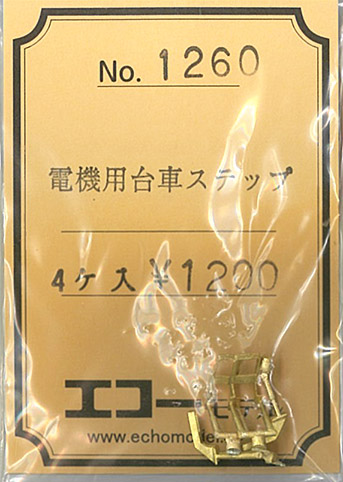 No. 1260
電機用台車ステップ
4ケ入 ¥1200
エコーモデル
www.echomodel.